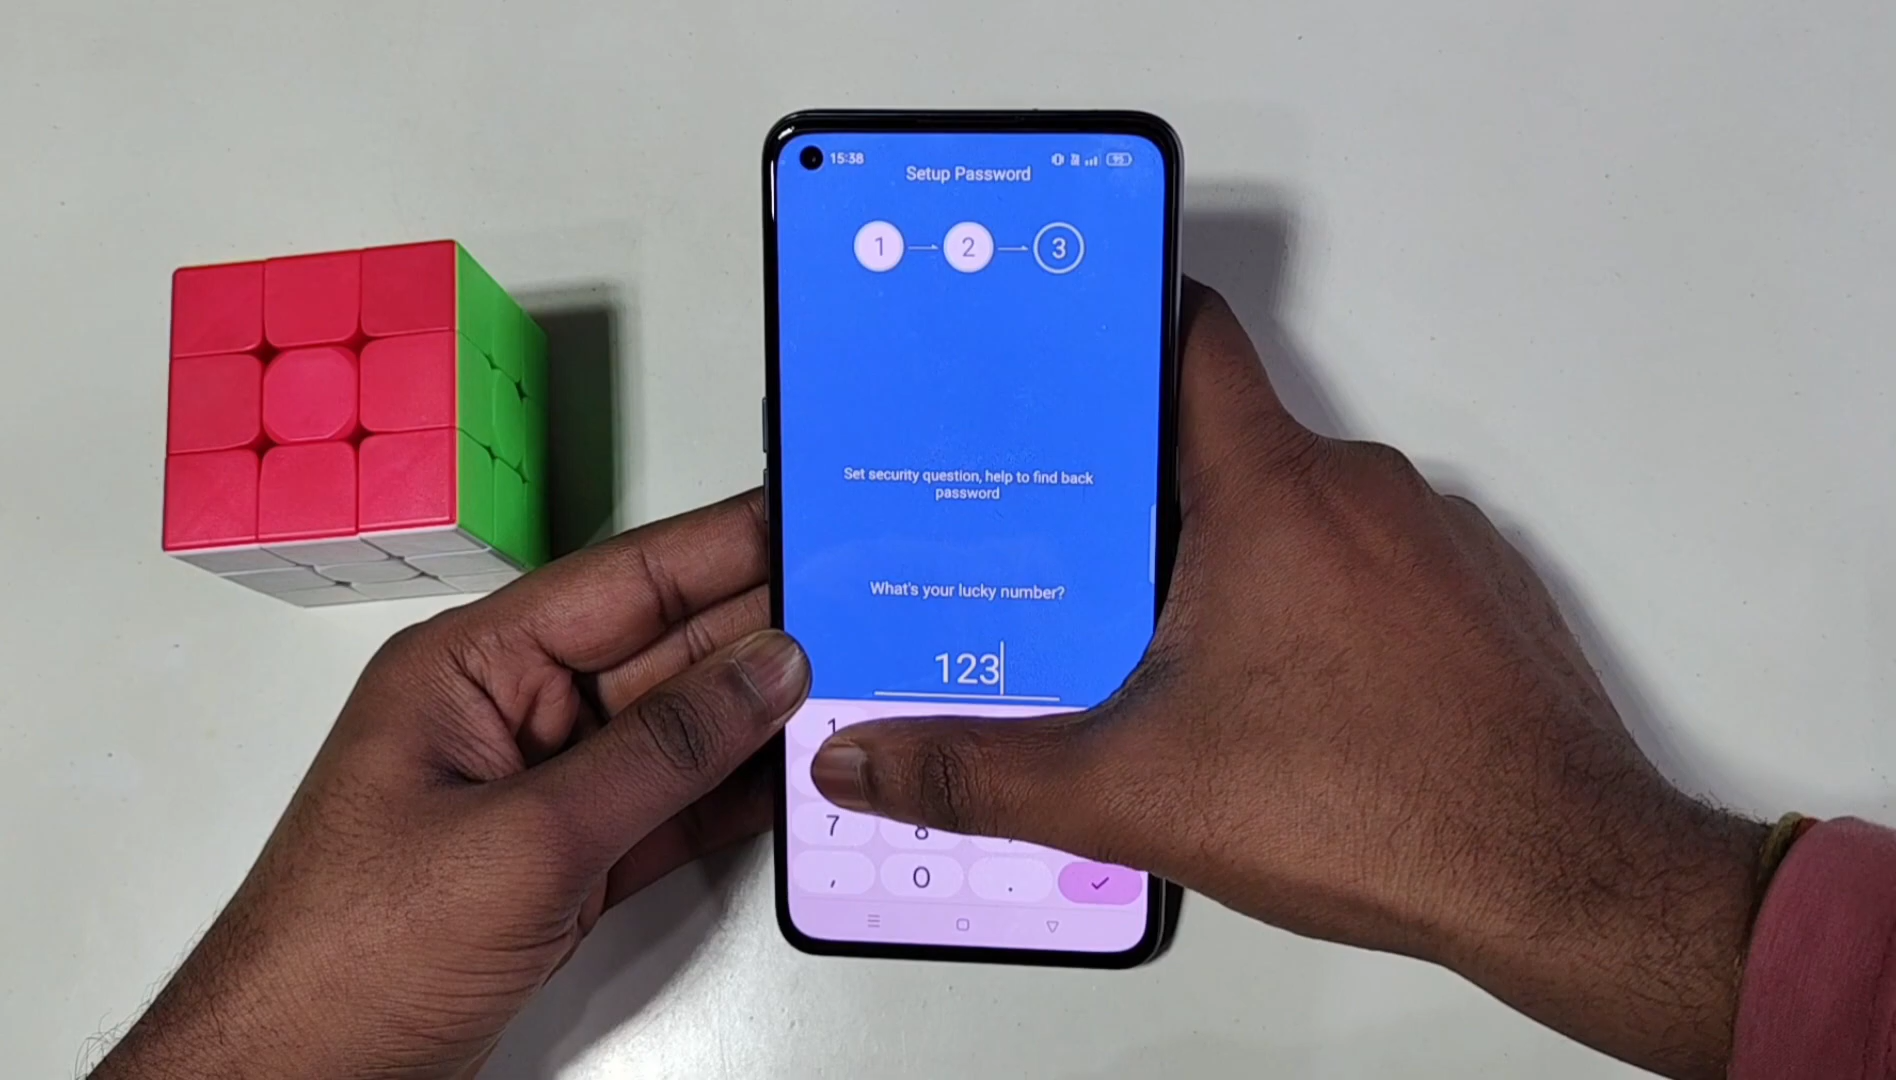 15:38
95
Setup Password
1 2 3
Set security question, help to find back
password
What's your lucky number?
123
1
7 8
, 0 .